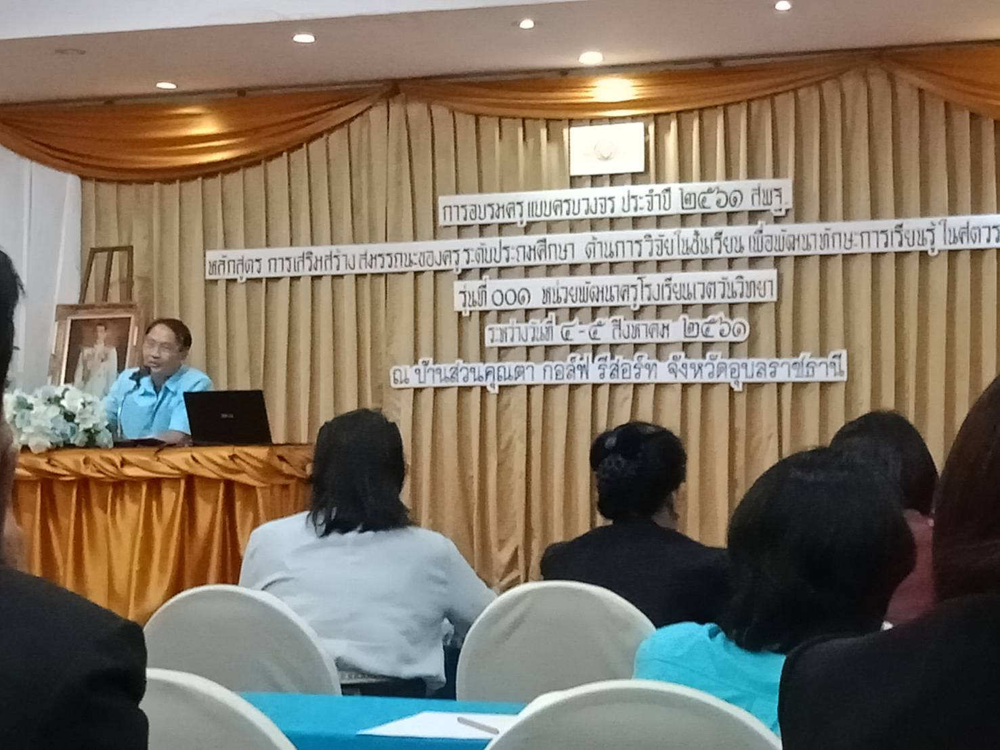 การอบรมครู แบบครบวงจร ประจำปี ๒๕๖๑ สพฐ.
หลักสูตร การเสริมสร้าง สมรรถนะของครู ระดับประถมศึกษา ด้านการวิจัยในชั้นเรียน เพื่อพัฒนาทักษะการเรียนรู้ ในศตวร
รุ่นที่ ๐๐๑ หน่วยพัฒนาครูโรงเรียนเวตวันวิทยา
ระหว่างวันที่ ๔-๕ สิงหาคม ๒๕๖๑
ณ บ้านสวนคุณตา กอล์ฟ รีสอร์ท จังหวัดอุบลราชธานี